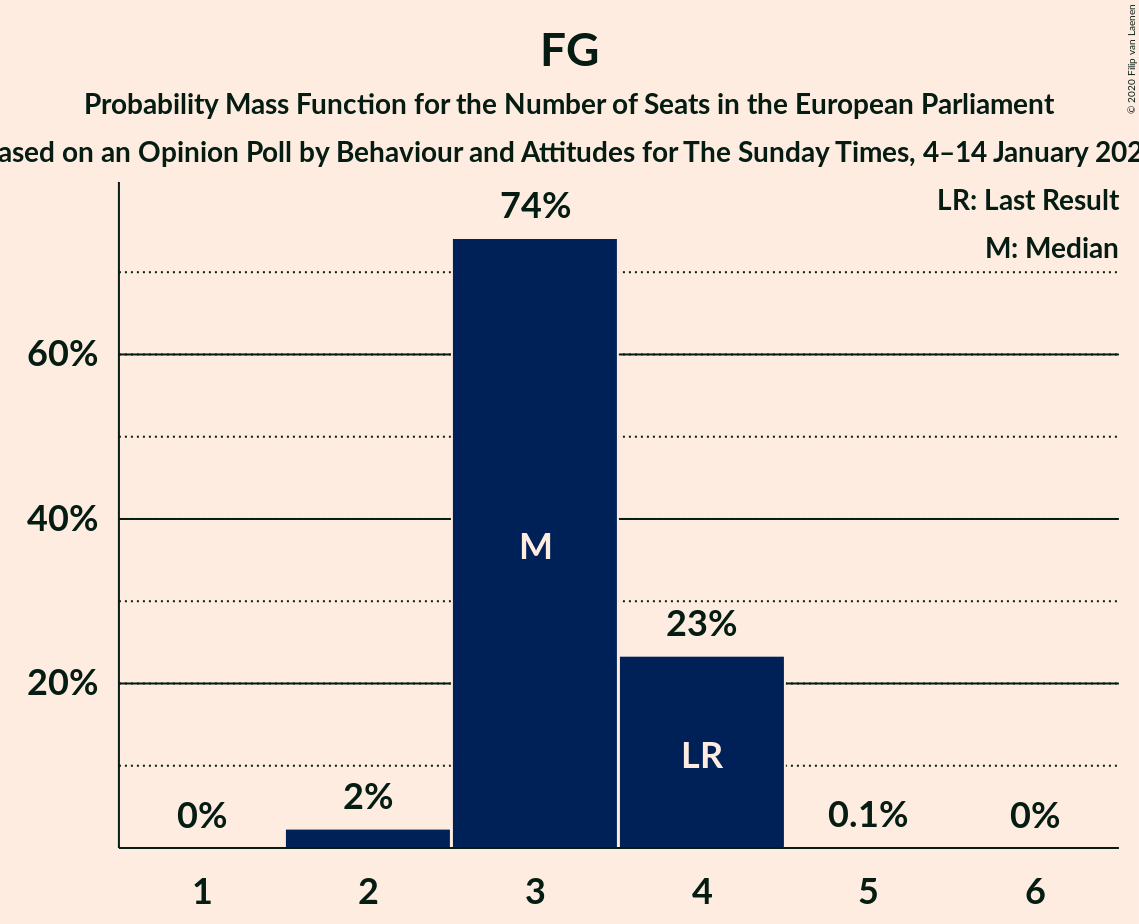 FG
Probability Mass Function for the Number of Seats in the European Parliament
ased on an Opinion Poll by Behaviour and Attitudes for The Sunday Times, 4–14 January 202
© 2020 Filip van Laenen
LR: Last Result
M: Median
74%
60%
40%
M
23%
20%
LR
2%
0%
0.1%
0%
1 2 3 4 5 6